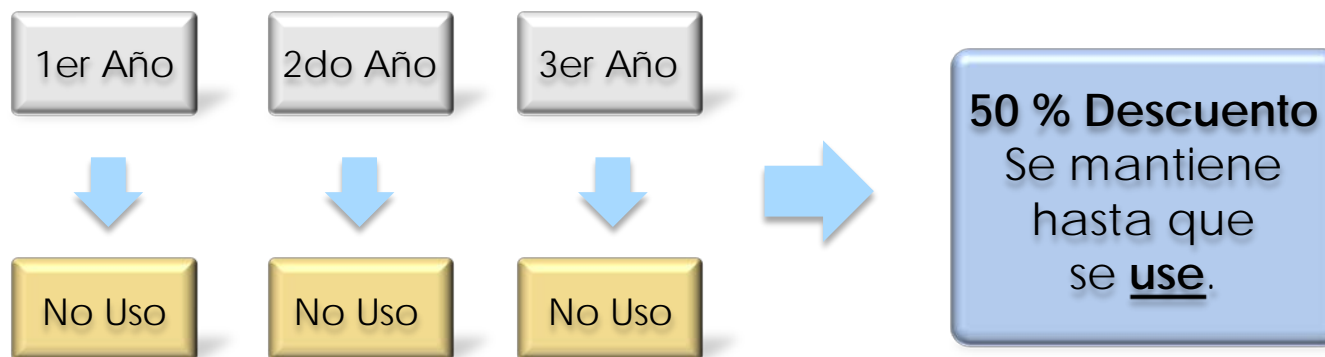 1er Año
2do Año
3er Año
No Uso
No Uso
No Uso
50 % Descuento
Se mantiene
hasta que
se use.